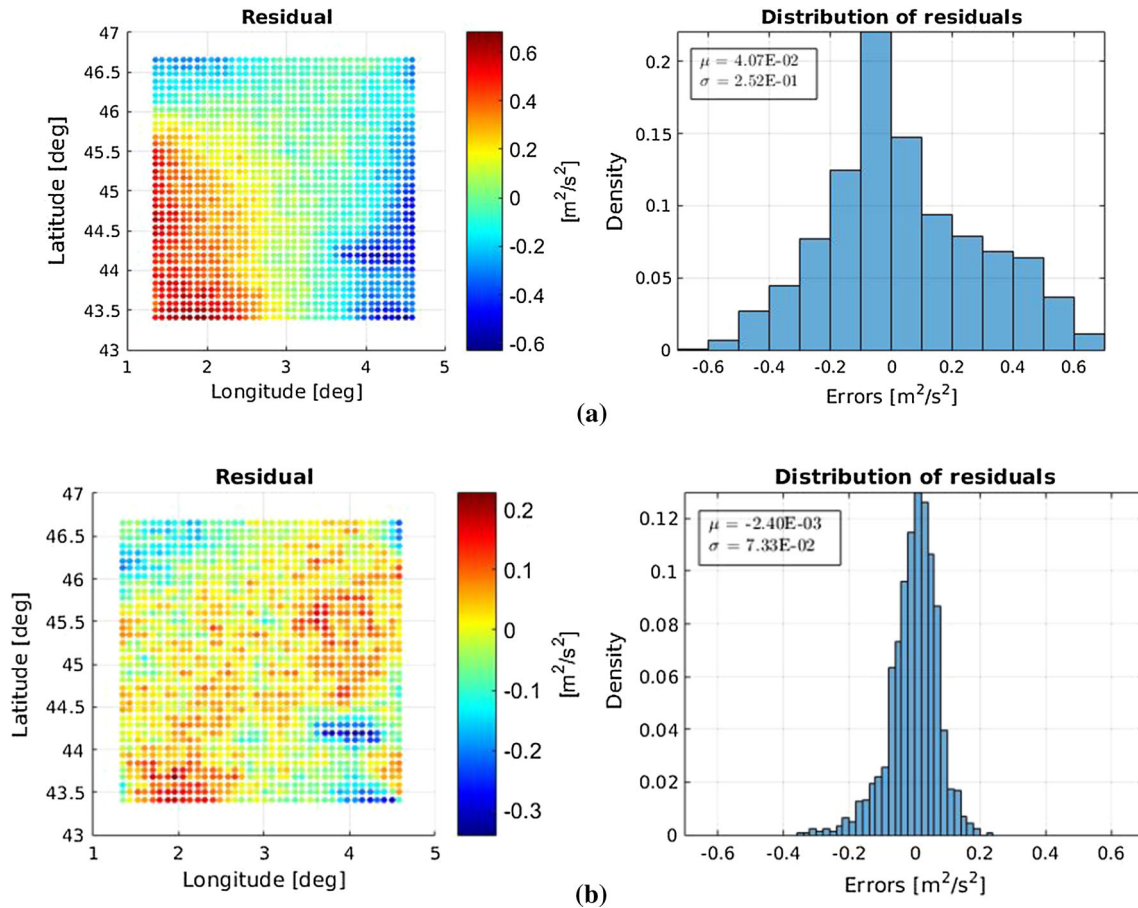 Residual
47
46.5
46
45.5
45
44.5
44
43.5
43
1 2 3 4 5
Latitude [deg]
Longitude [deg]
0.6
0.4
0.2
0
-0.2
-0.4
-0.6
[m²/s²]
Distribution of residuals
μ = 4.07E-02
σ = 2.52E-01
0.2
0.15
0.1
0.05
0
-0.6 -0.4 -0.2 0 0.2 0.4 0.6
Density
Errors [m²/s²]
(a)
Residual
47
46.5
46
45.5
45
44.5
44
43.5
43
1 2 3 4 5
Latitude [deg]
Longitude [deg]
0.2
0.1
0
-0.1
-0.2
-0.3
[m²/s²]
Distribution of residuals
μ = -2.40E-03
σ = 7.33E-02
0.12
0.1
0.08
0.06
0.04
0.02
0
-0.6 -0.4 -0.2 0 0.2 0.4 0.6
Density
Errors [m²/s²]
(b)